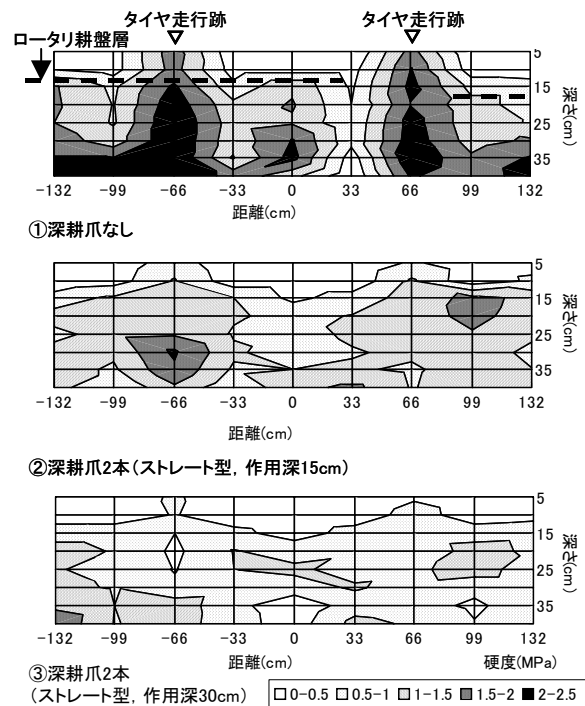 タイヤ走行跡 タイヤ走行跡
ロータリ耕盤層
5
15
25
35
深さ(cm)
-132 -99 -66 -33 0 33 66 99 132
距離(cm)
①深耕爪なし
5
15
25
35
深さ(cm)
-132 -99 -66 -33 0 33 66 99 132
距離(cm)
②深耕爪2本(ストレート型，作用深15cm)
5
15
25
35
深さ(cm)
-132 -99 -66 -33 0 33 66 99 132
距離(cm) 硬度(MPa)
③深耕爪2本
(ストレート型，作用深30cm) 0-0.5 0.5-1 1-1.5 1.5-2 2-2.5